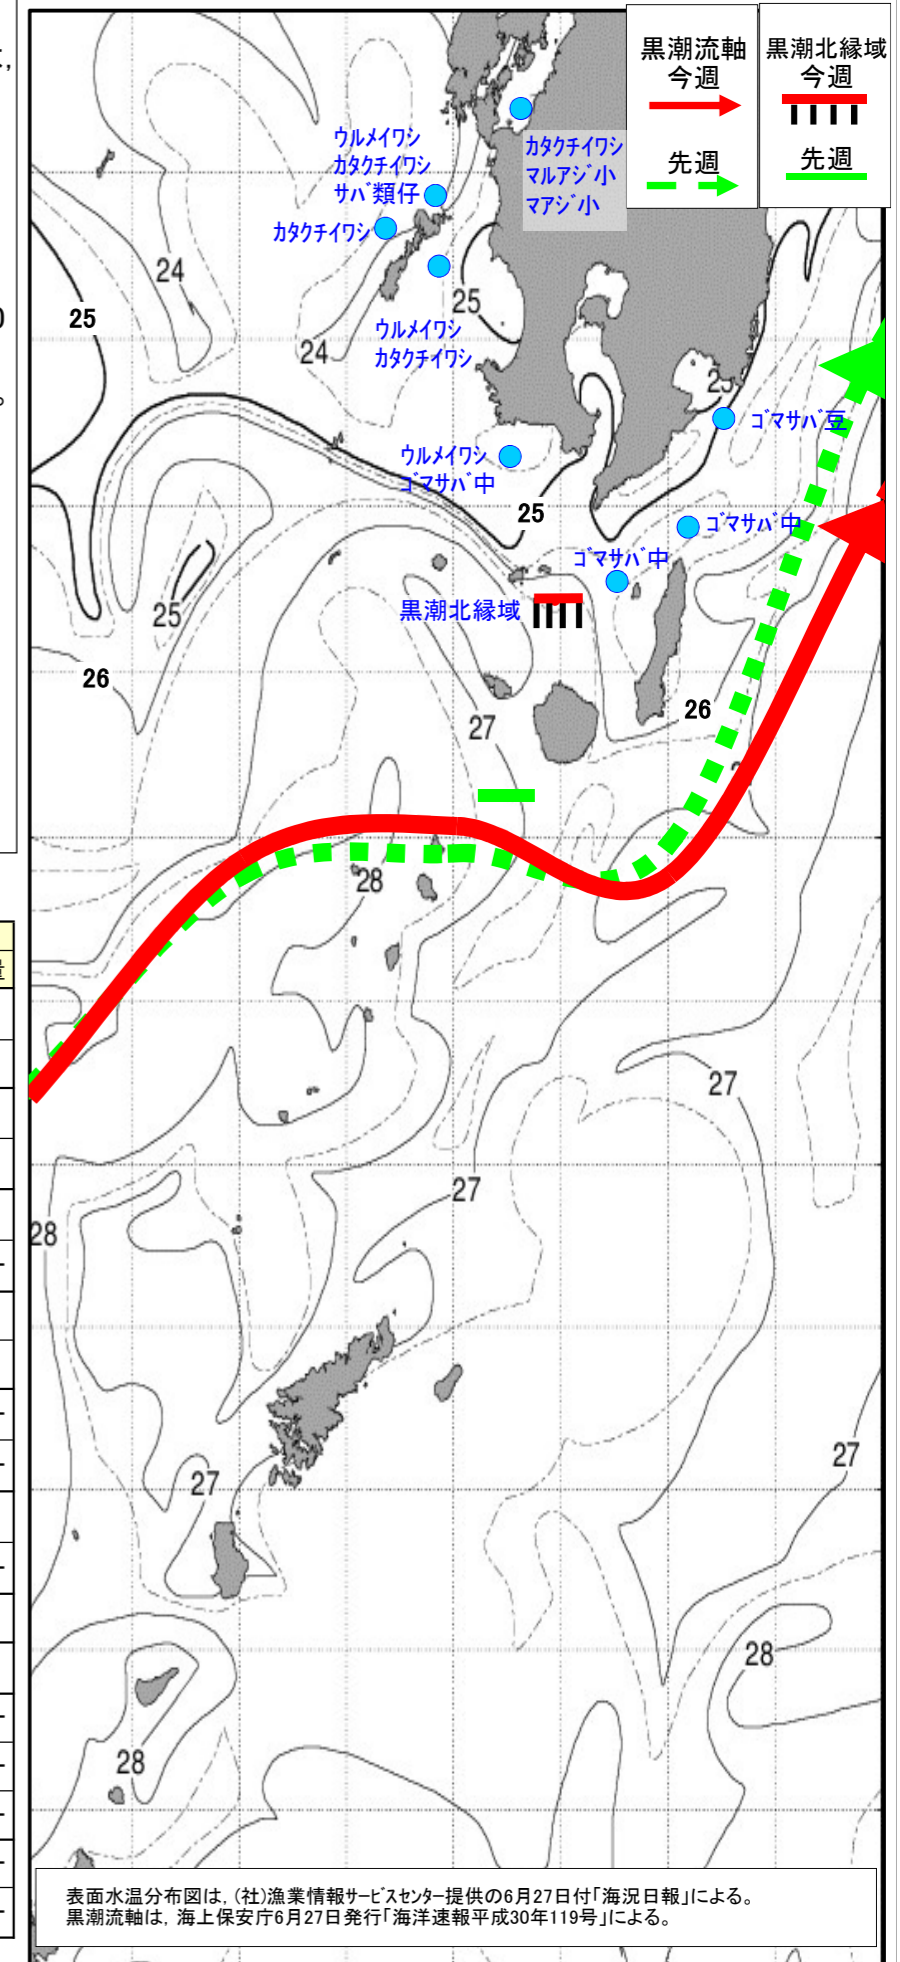 黒潮流軸
今週
先週
黒潮北縁域
今週
先週
ウルメイワシ
カタクチイワシ
サバ類仔
カタクチイワシ
カタクチイワシ
マルアジ小
マアジ小
24
25
25
24
ウルメイワシ
カタクチイワシ
ゴマサバ豆
ウルメイワシ
ゴマサバ中
25
ゴマサバ中
ゴマサバ中
25
黒潮北縁域
26
26
27
28
27
27
28
27
27
28
28
表面水温分布図は, (社)漁業情報サービスセンター提供の6月27日付「海況日報」による。
黒潮流軸は, 海上保安庁6月27日発行「海洋速報平成30年119号」による。